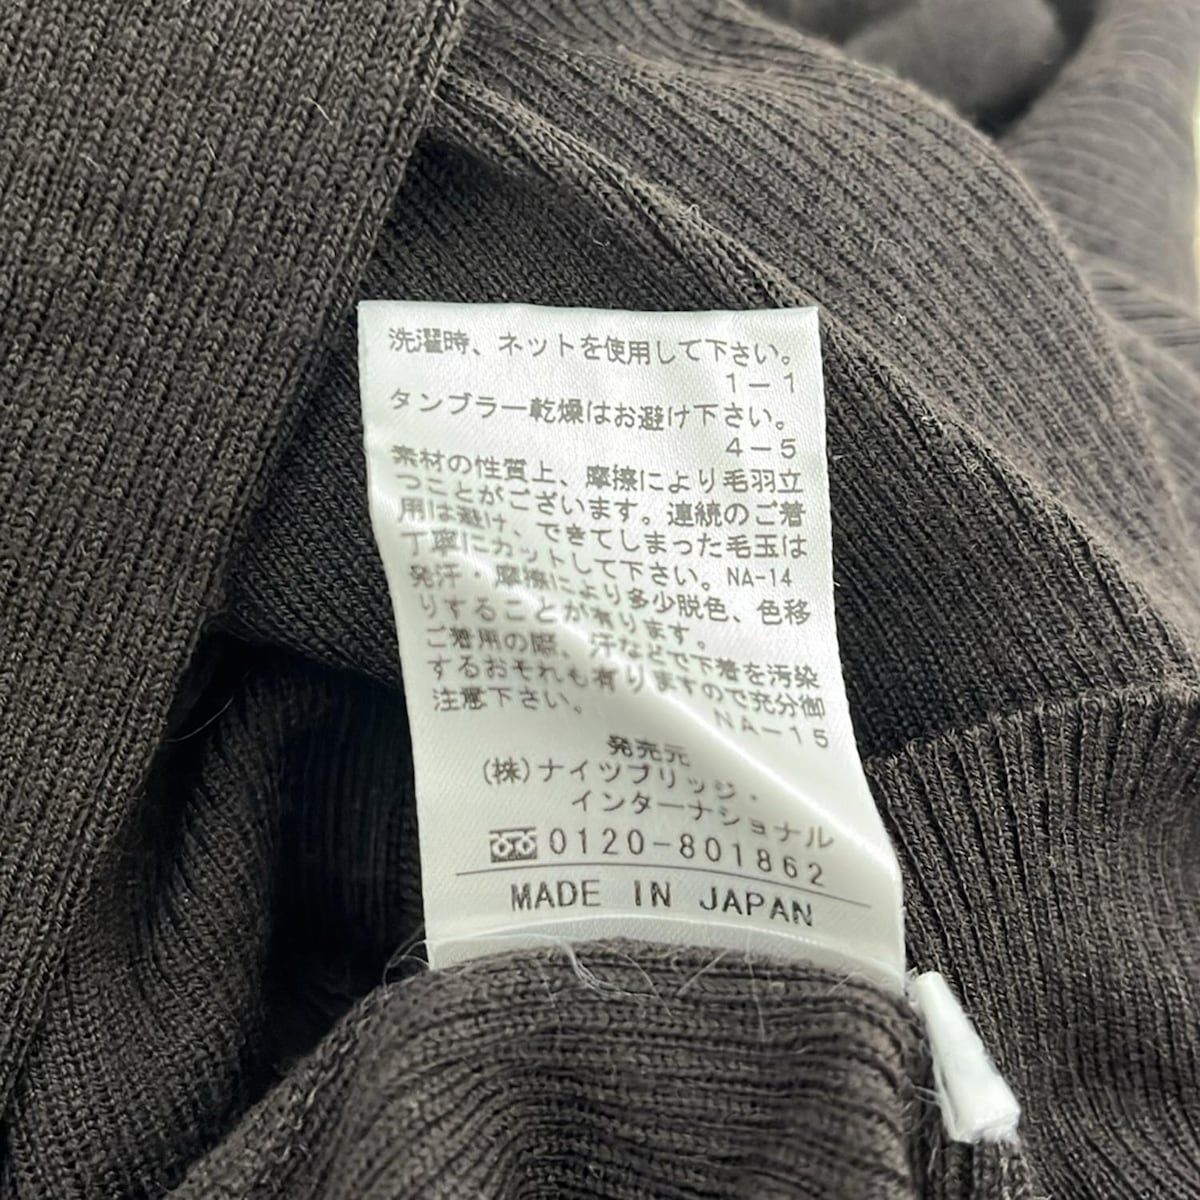 洗濯時、ネットを使用して下さい。
1-1
タンブラー乾燥はお避け下さい。
4-5
素材の性質上、摩擦により毛羽立
つことがございます。連続のご着
用は避け、できてしまった毛玉は
丁寧にカットして下さい。NA-14
発汗・摩擦により多少脱色、色移
りすることが有ります。
ご着用の際、汗などで下着を汚染
するおそれも有りますので充分御
注意下さい。 NA-15
発売元
(株)ナイツブリッジ・
インターナショナル
0120-801862
MADE IN JAPAN